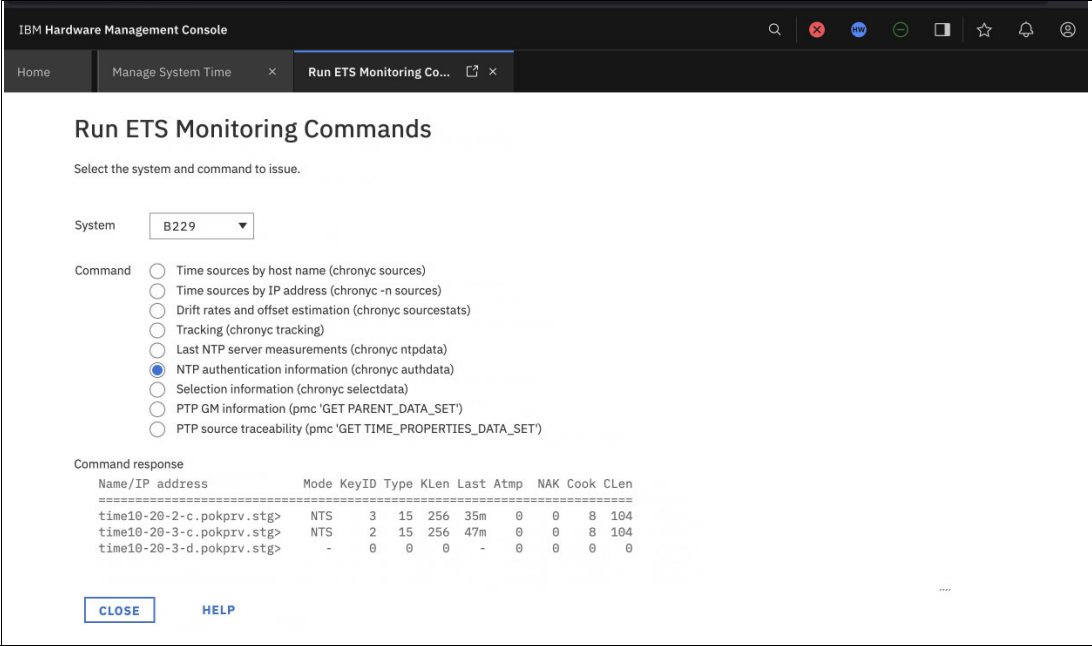 IBM Hardware Management Console
HW
Home
Manage System Time ×
Run ETS Monitoring Co... ×
Run ETS Monitoring Commands
Select the system and command to issue.
System B229
Command
Time sources by host name (chronyc sources)
Time sources by IP address (chronyc -n sources)
Drift rates and offset estimation (chronyc sourcestats)
Tracking (chronyc tracking)
Last NTP server measurements (chronyc ntpdata)
NTP authentication information (chronyc authdata)
Selection information (chronyc selectdata)
PTP GM information (pmc 'GET PARENT_DATA_SET')
PTP source traceability (pmc 'GET TIME_PROPERTIES_DATA_SET')
Command response
Name/IP address Mode KeyID Type KLen Last Atmp NAK Cook CLen
=========================================================================
time10-20-2-c.pokprv.stg> NTS 3 15 256 35m 0 0 8 104
time10-20-3-c.pokprv.stg> NTS 2 15 256 47m 0 0 8 104
time10-20-3-d.pokprv.stg> - 0 0 0 - 0 0 0 0
....
CLOSE HELP